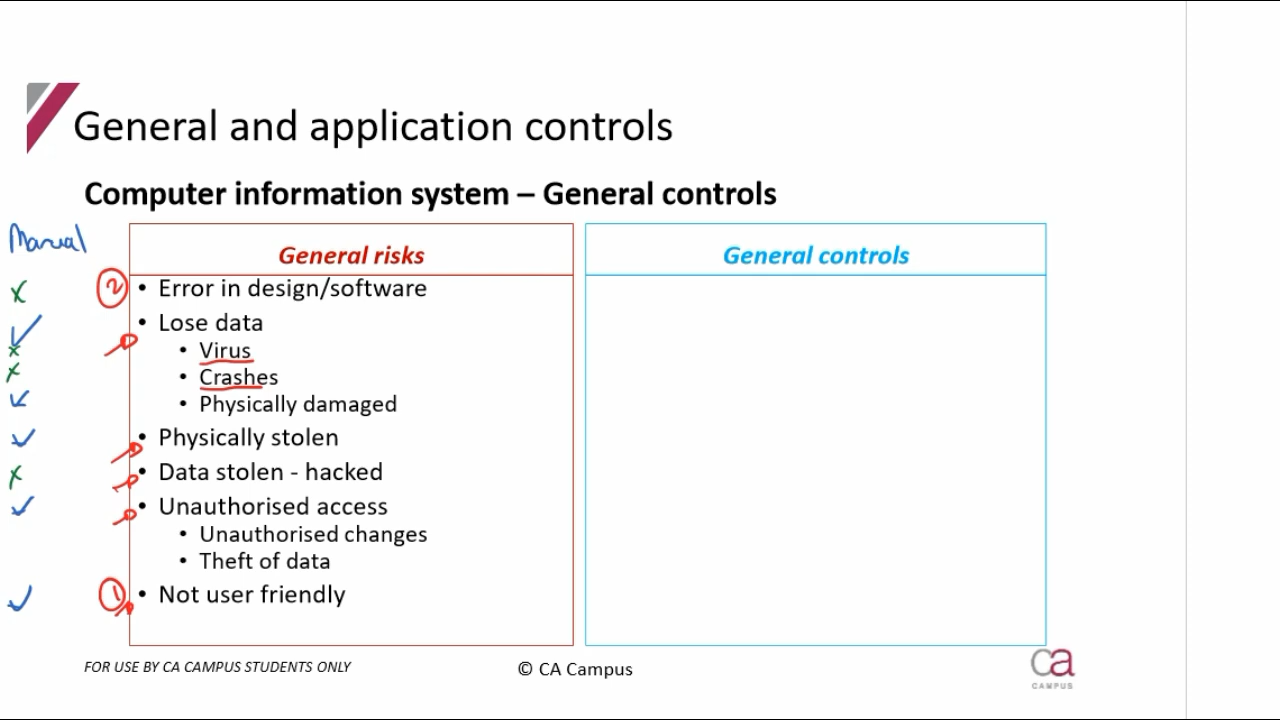 General and application controls
Computer information system – General controls
Manual
General risks
General controls
2
• Error in design/software
• Lose data
• Virus
• Crashes
• Physically damaged
• Physically stolen
• Data stolen - hacked
• Unauthorised access
• Unauthorised changes
• Theft of data
1
• Not user friendly
FOR USE BY CA CAMPUS STUDENTS ONLY
© CA Campus
ca
CAMPUS